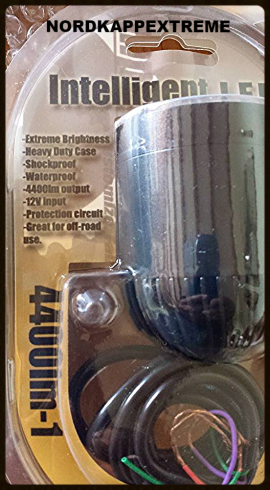 NORDKAPPEXTREME
Intelligent LE
-Extreme Brightness
-Heavy Duty Case
-Shockproof
-Waterproof
-4400lm output
-12V input
-Protection circuit
-Great for off-road
use.
4400lm-1